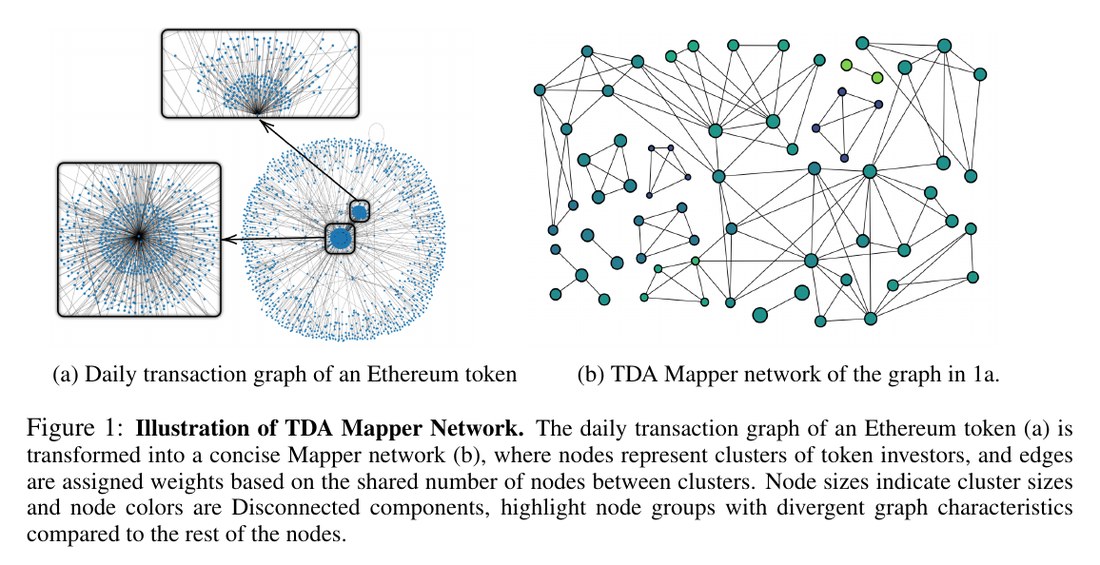 (a) Daily transaction graph of an Ethereum token
(b) TDA Mapper network of the graph in 1a.
Figure 1: Illustration of TDA Mapper Network. The daily transaction graph of an Ethereum token (a) is
transformed into a concise Mapper network (b), where nodes represent clusters of token investors, and edges
are assigned weights based on the shared number of nodes between clusters. Node sizes indicate cluster sizes
and node colors are Disconnected components, highlight node groups with divergent graph characteristics
compared to the rest of the nodes.